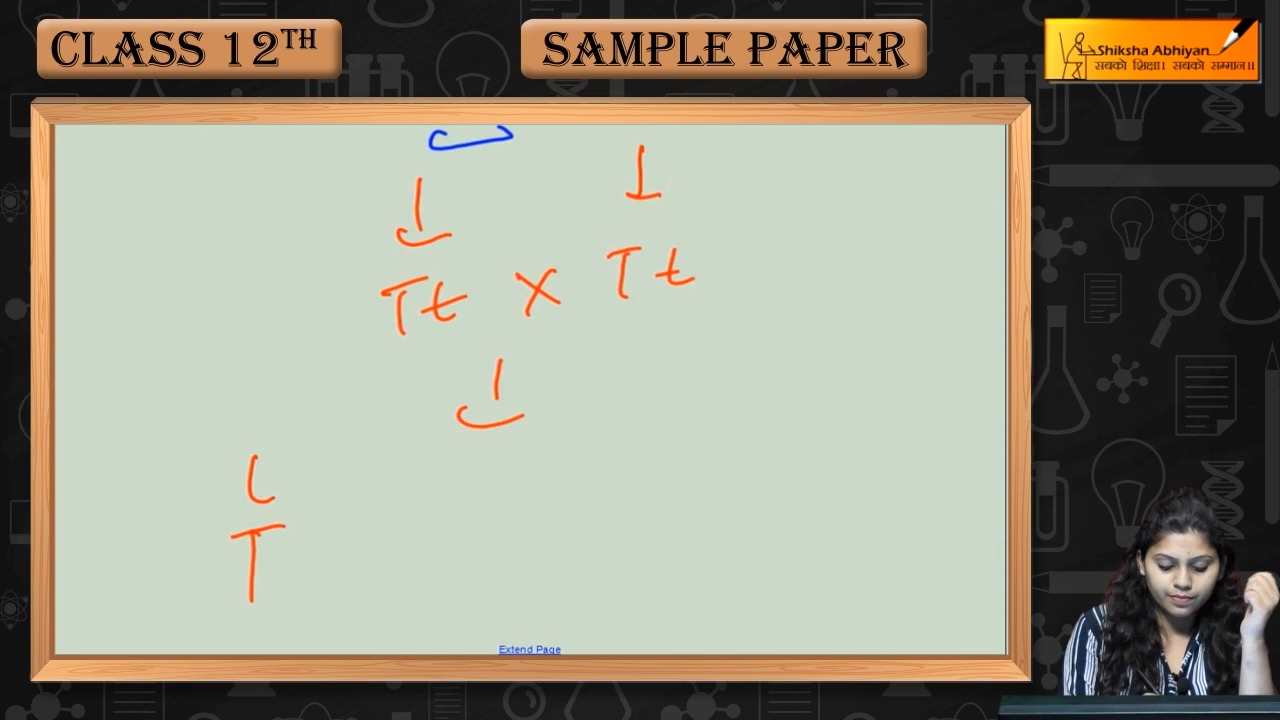 CLASS 12TH
SAMPLE PAPER
Shiksha Abhiyan
सबको शिक्षा। सबको सम्मान।।
Tt x Tt
T
Extend Page